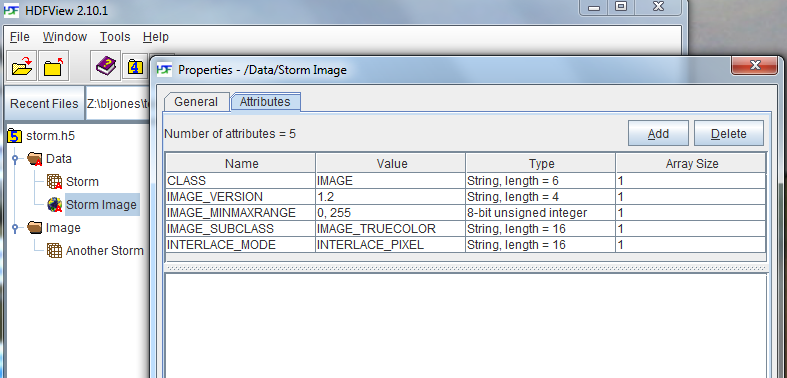 HDFView 2.10.1
File Window Tools Help
Recent Files Z:\bljones\te
storm.h5
Data
Storm
Storm Image
Image
Another Storm
Properties - /Data/Storm Image
General Attributes
Number of attributes = 5 Add Delete
Name Value Type Array Size
CLASS IMAGE String, length = 6 1
IMAGE_VERSION 1.2 String, length = 4 1
IMAGE_MINMAXRANGE 0, 255 8-bit unsigned integer
IMAGE_SUBCLASS IMAGE_TRUECOLOR String, length = 16 1
INTERLACE_MODE INTERLACE_PIXEL String, length = 16 1